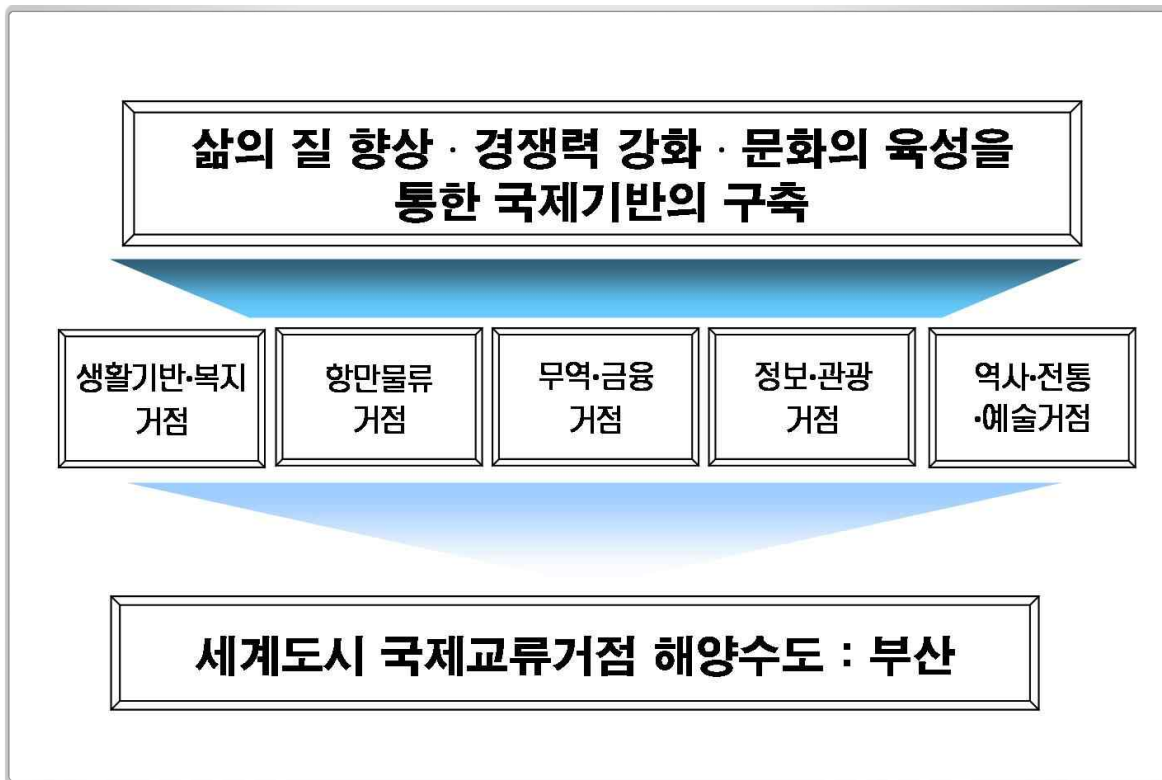 삶의 질 향상 · 경쟁력 강화 · 문화의 육성을
통한 국제기반의 구축
생활기반·복지
거점
항만물류
거점
무역·금융
거점
정보·관광
거점
역사·전통
·예술거점
세계도시 국제교류거점 해양수도 : 부산